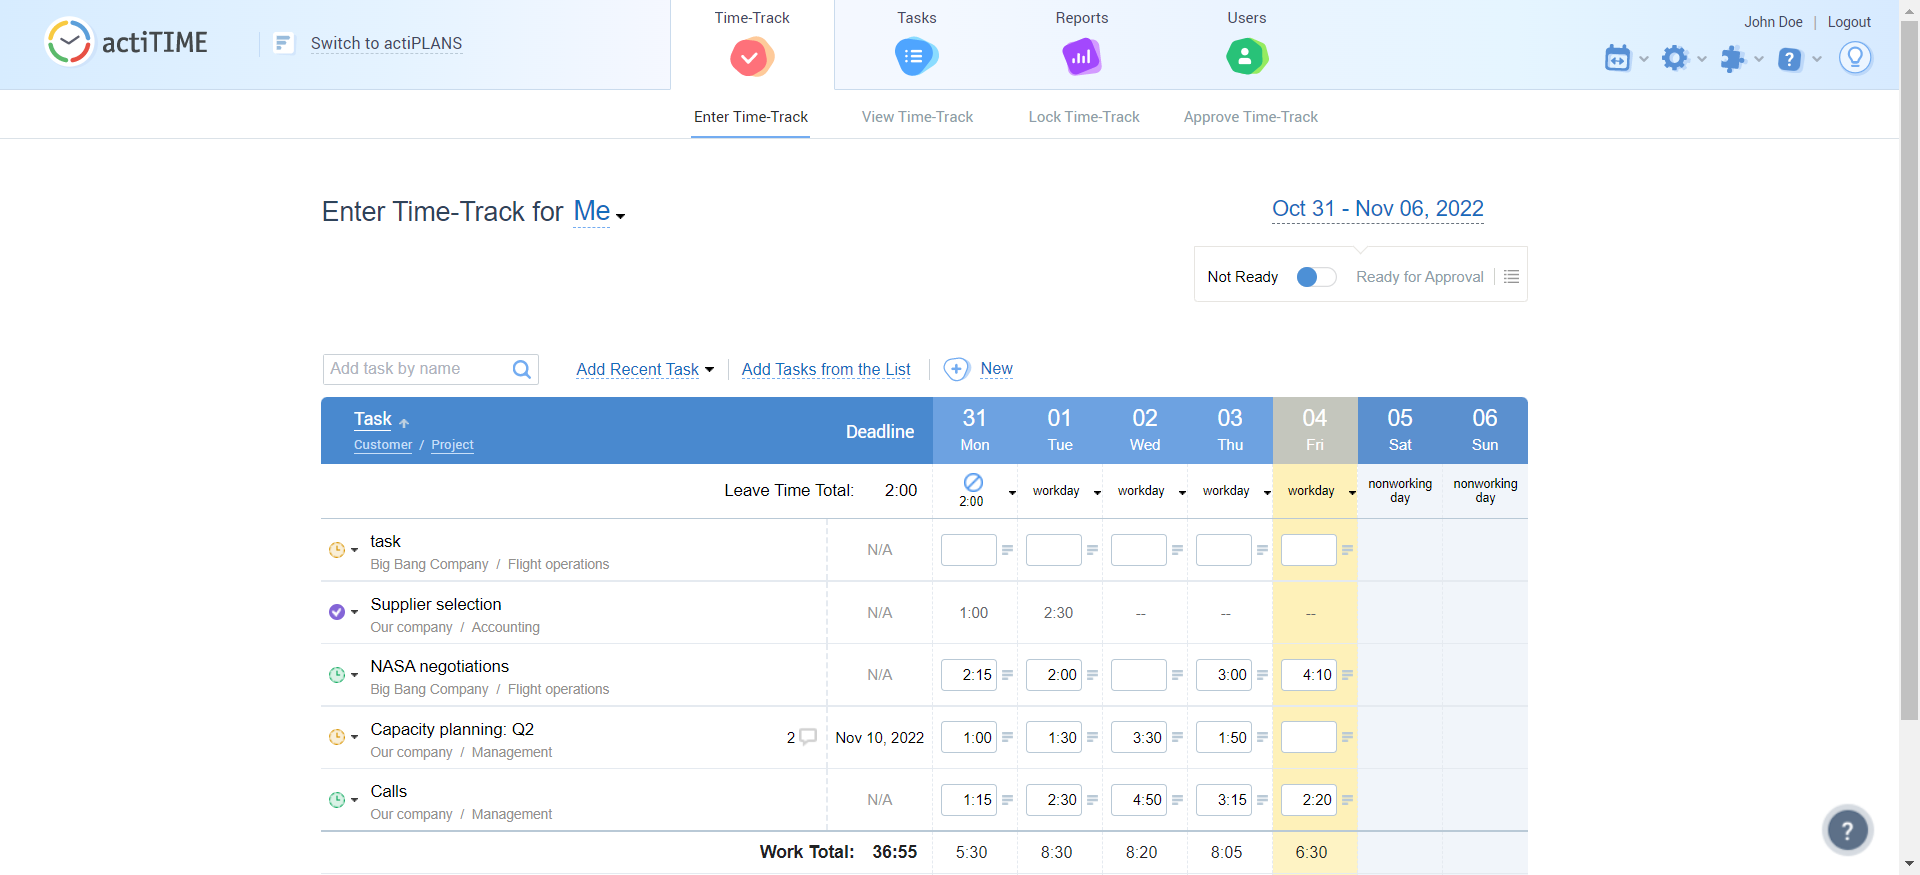 actiTIME
Switch to actiPLANS
Time-Track
Tasks
Reports
Users
John Doe | Logout
Enter Time-Track
View Time-Track
Lock Time-Track
Approve Time-Track
Enter Time-Track for Me
Oct 31 - Nov 06, 2022
Not Ready
Ready for Approval
Add task by name
Add Recent Task
Add Tasks from the List
New
Task
Customer / Project
Deadline
31 01 02 03 04 05 06
Mon Tue Wed Thu Fri Sat Sun
Leave Time Total: 2:00 2:00 workday workday workday workday nonworking day nonworking day
task
Big Bang Company / Flight operations
N/A
Supplier selection
Our company / Accounting
N/A 1:00 2:30 -- -- --
NASA negotiations
Big Bang Company / Flight operations
N/A 2:15 2:00 3:00 4:10
Capacity planning: Q2
Our company / Management
2 Nov 10, 2022 1:00 1:30 3:30 1:50
Calls
Our company / Management
N/A 1:15 2:30 4:50 3:15 2:20
Work Total: 36:55 5:30 8:30 8:20 8:05 6:30
?